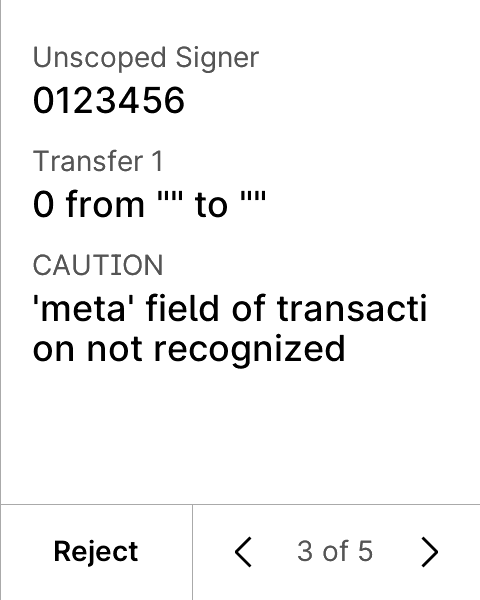 Unscoped Signer
0123456
Transfer 1
0 from "" to ""
CAUTION
'meta' field of transacti
on not recognized
Reject
3 of 5